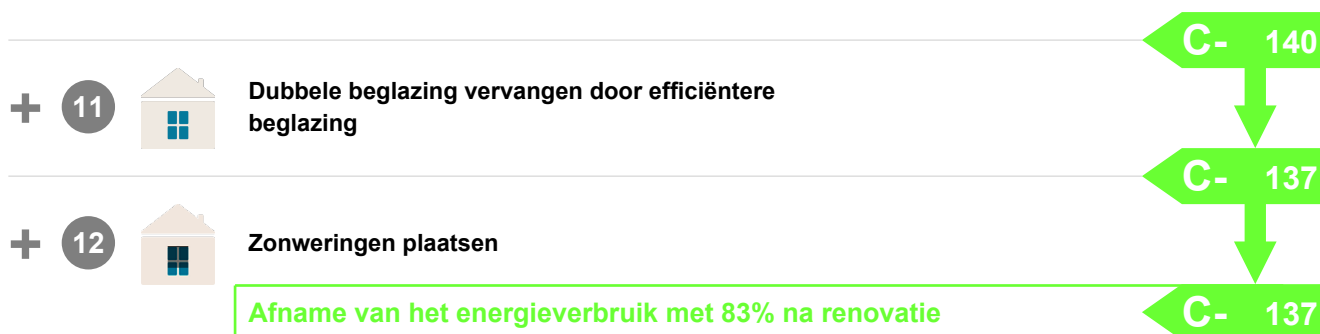 C- 140
+ 11 Dubbele beglazing vervangen door efficiëntere
beglazing
C- 137
+ 12 Zonweringen plaatsen
Afname van het energieverbruik met 83% na renovatie C- 137